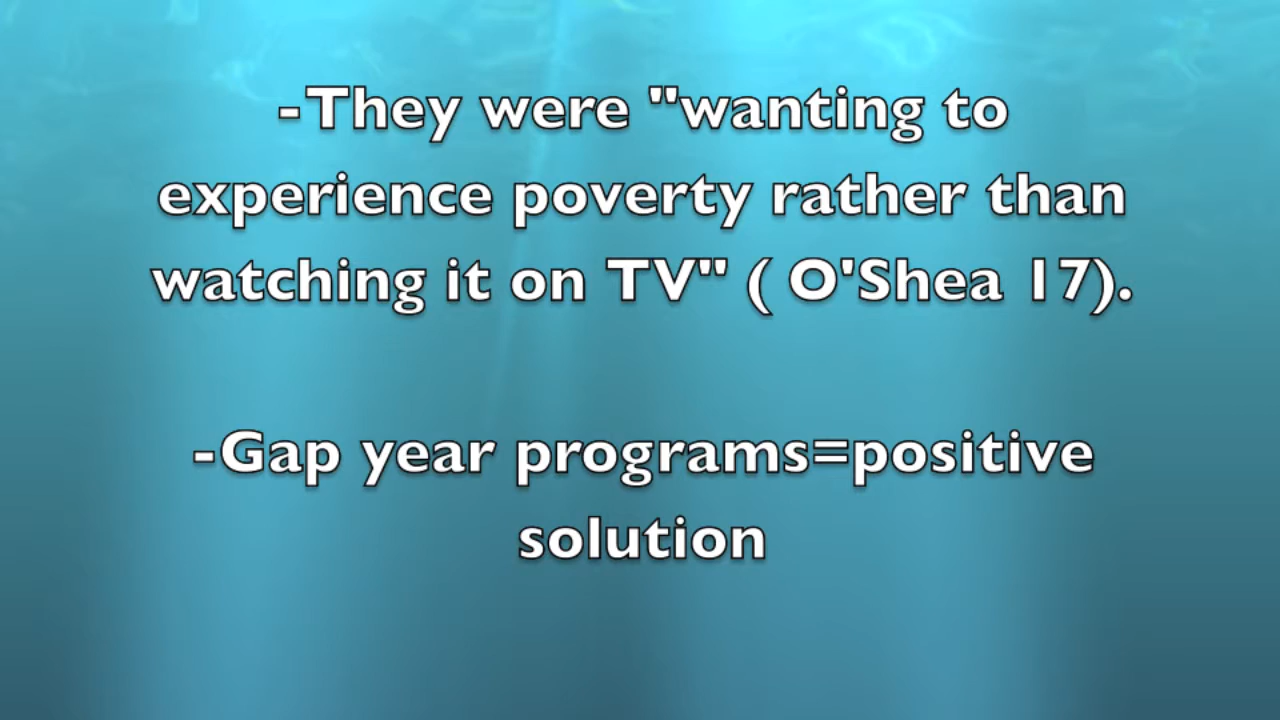 -They were "wanting to
experience poverty rather than
watching it on TV" ( O'Shea 17).
-Gap year programs=positive
solution